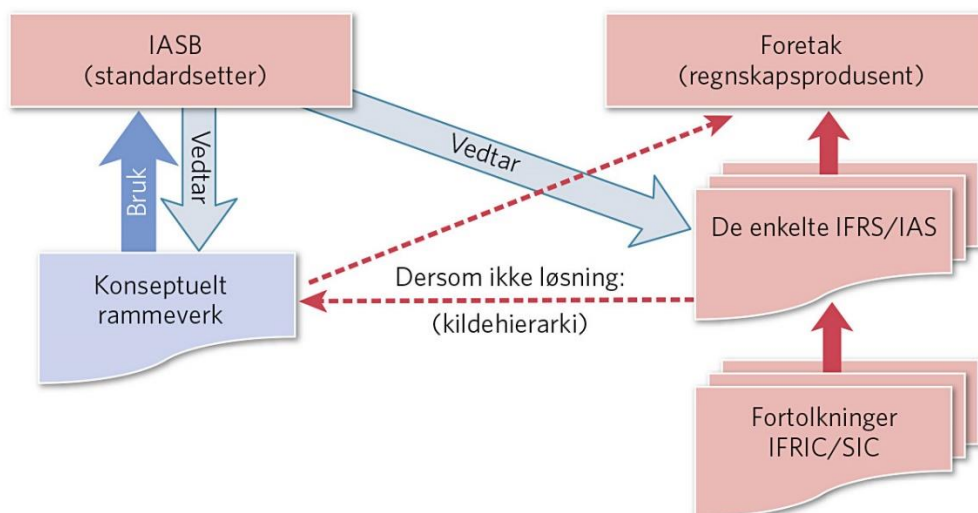 IASB
(standardsetter)
Foretak
(regnskapsprodusent)
Bruk
Vedtar
Vedtar
De enkelte IFRS/IAS
Konseptuelt
rammeverk
Dersom ikke løsning:
(kildehierarki)
Fortolkninger
IFRIC/SIC